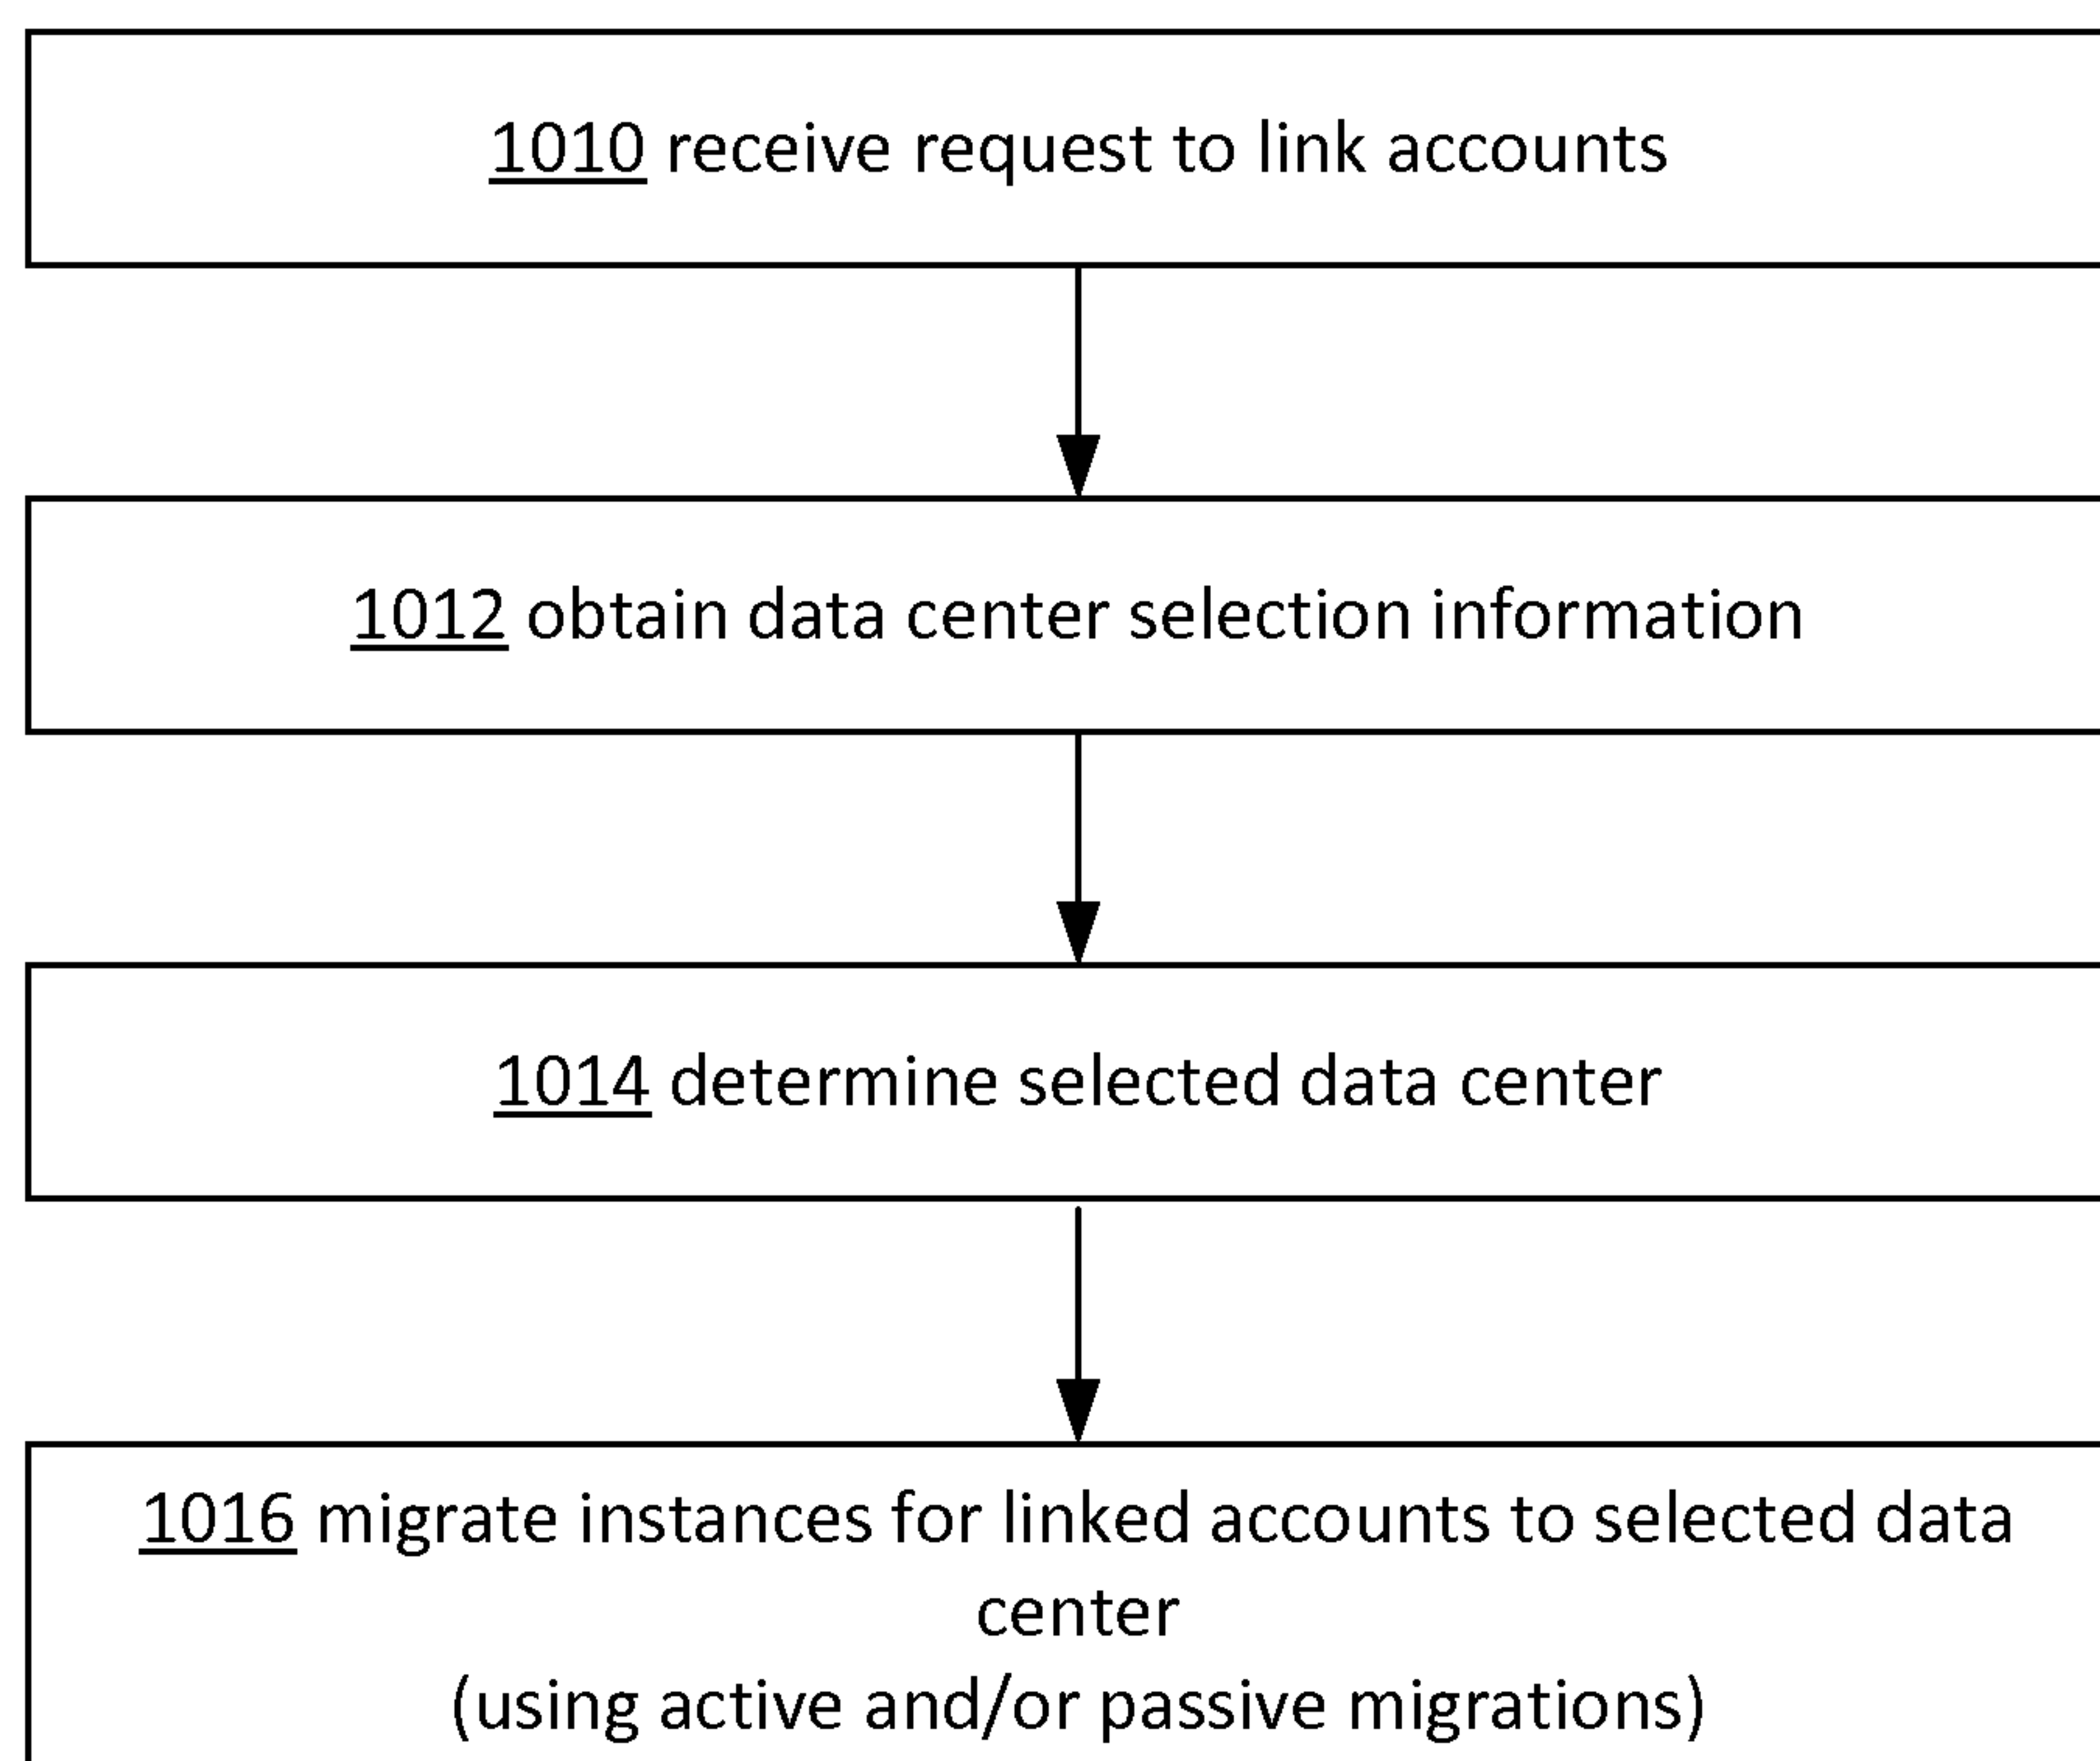 1010 receive request to link accounts
1012 obtain data center selection information
1014 determine selected data center
1016 migrate instances for linked accounts to selected data
center
(using active and/or passive migrations)